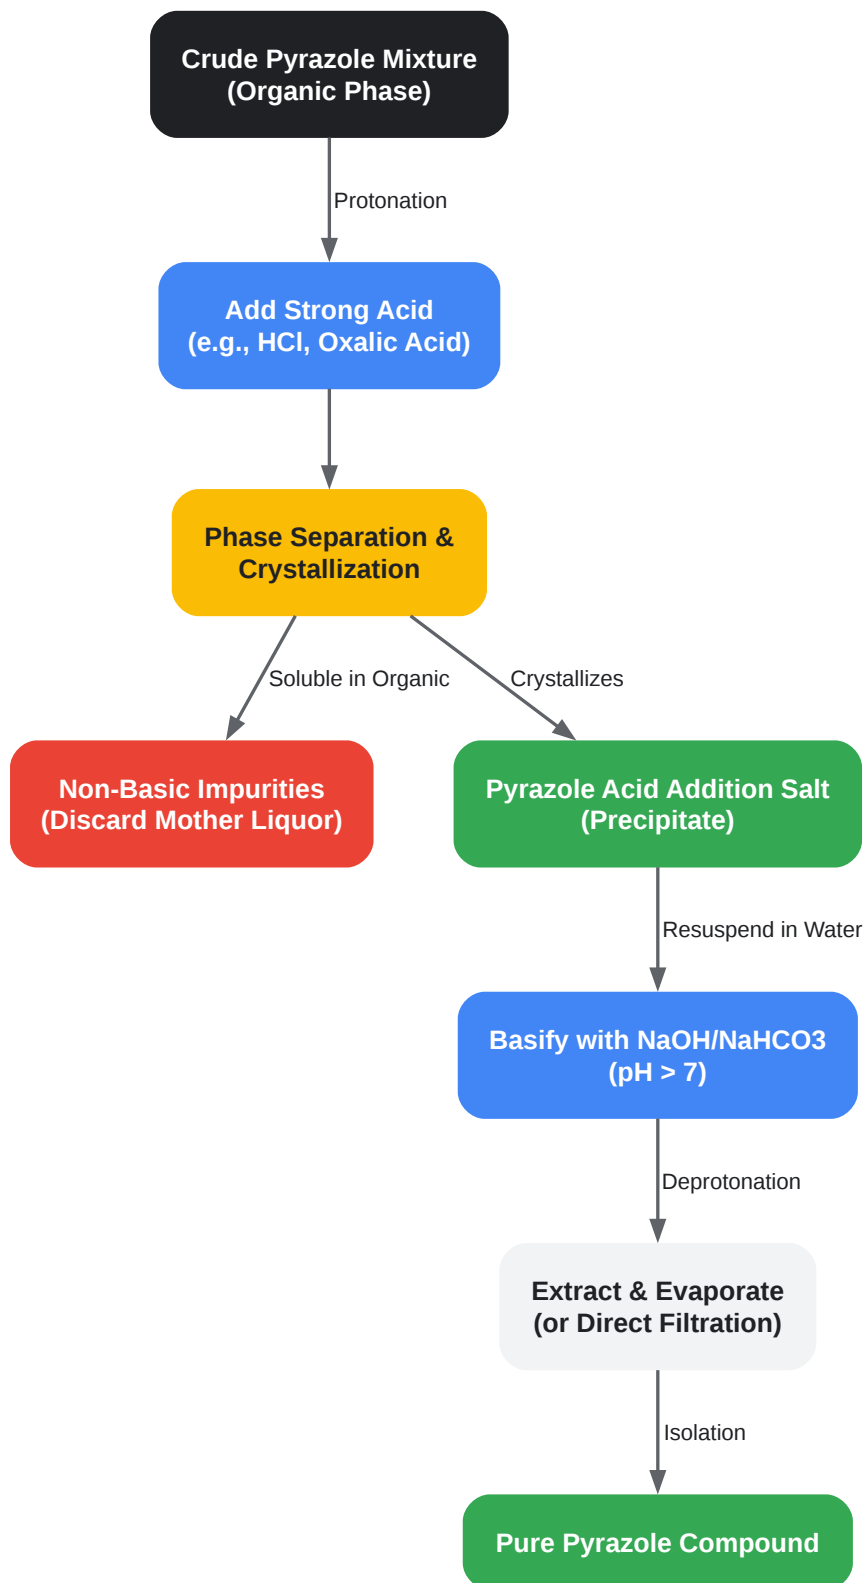 Crude Pyrazole Mixture
(Organic Phase)
Protonation
Add Strong Acid
(e.g., HCl, Oxalic Acid)
Phase Separation &
Crystallization
Soluble in Organic
Crystallizes
Non-Basic Impurities
(Discard Mother Liquor)
Pyrazole Acid Addition Salt
(Precipitate)
Resuspend in Water
Basify with NaOH/NaHCO3
(pH > 7)
Deprotonation
Extract & Evaporate
(or Direct Filtration)
Isolation
Pure Pyrazole Compound